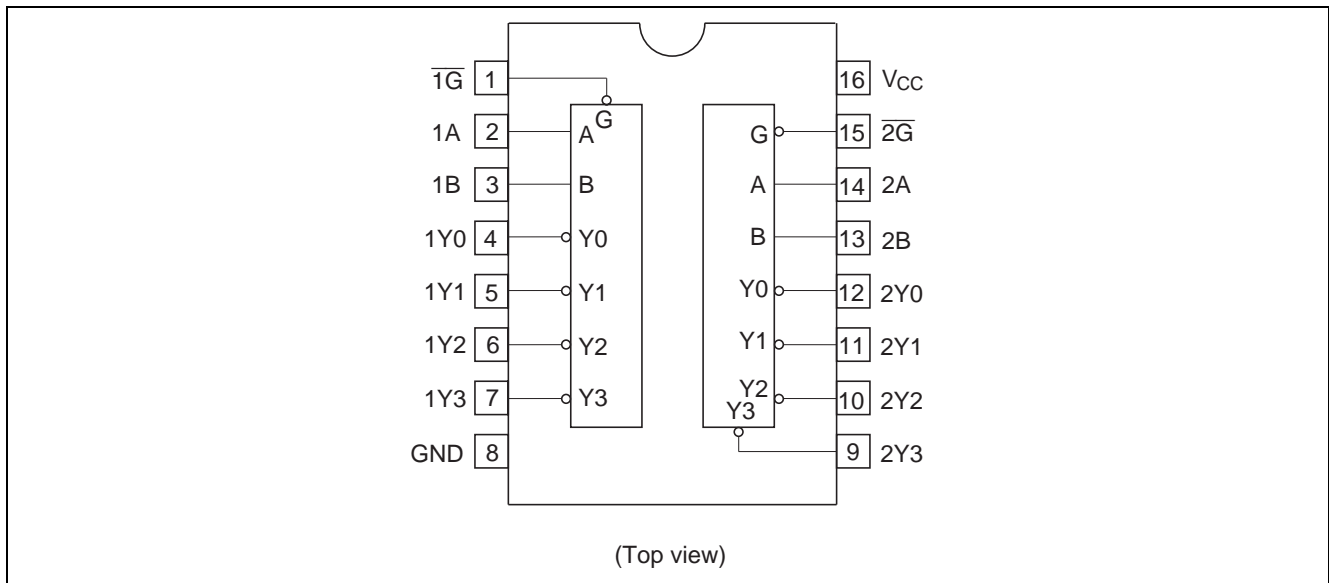 1G 1 16 VCC
G
1A 2 A G 15 2G
1B 3 B A 14 2A
1Y0 4 Y0 B 13 2B
1Y1 5 Y1 Y0 12 2Y0
1Y2 6 Y2 Y1 11 2Y1
1Y3 7 Y3 Y2 10 2Y2
Y3
GND 8 9 2Y3
(Top view)